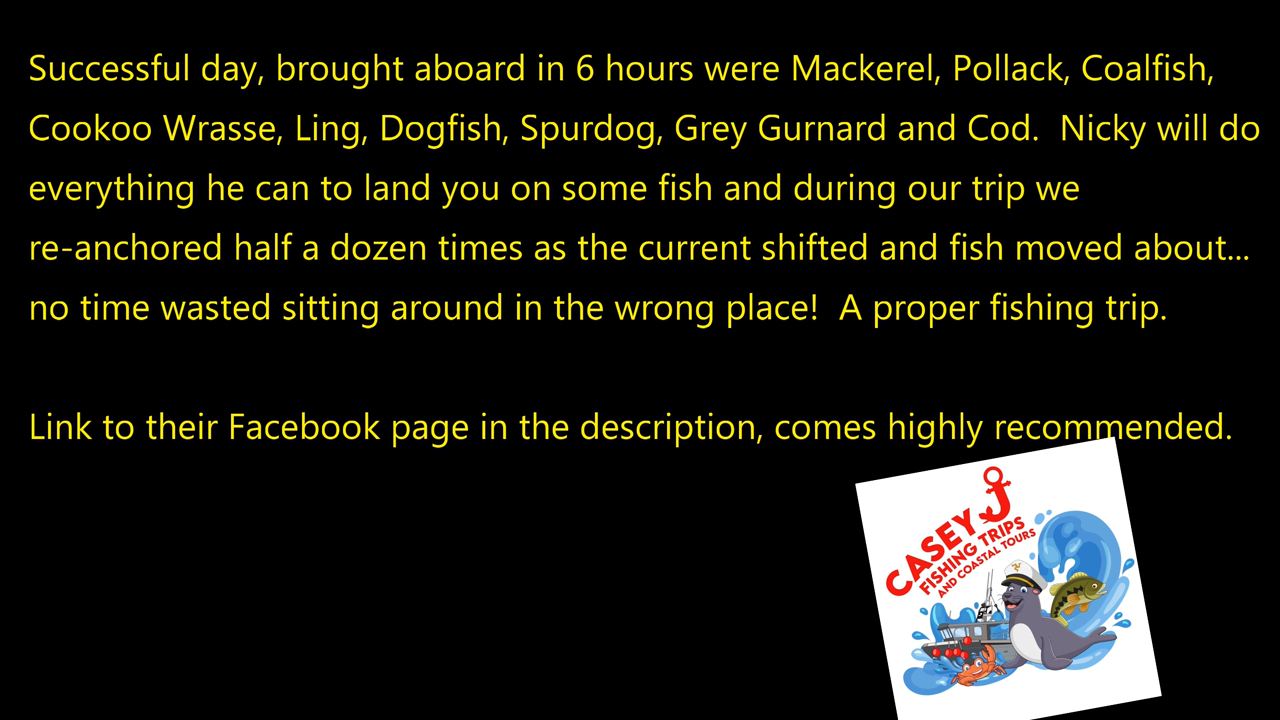 Successful day, brought aboard in 6 hours were Mackerel, Pollack, Coalfish,
Cookoo Wrasse, Ling, Dogfish, Spurdog, Grey Gurnard and Cod.  Nicky will do
everything he can to land you on some fish and during our trip we
re-anchored half a dozen times as the current shifted and fish moved about...
no time wasted sitting around in the wrong place!  A proper fishing trip.
Link to their Facebook page in the description, comes highly recommended.
CASEY J
FISHING TRIPS
AND COASTAL TOURS